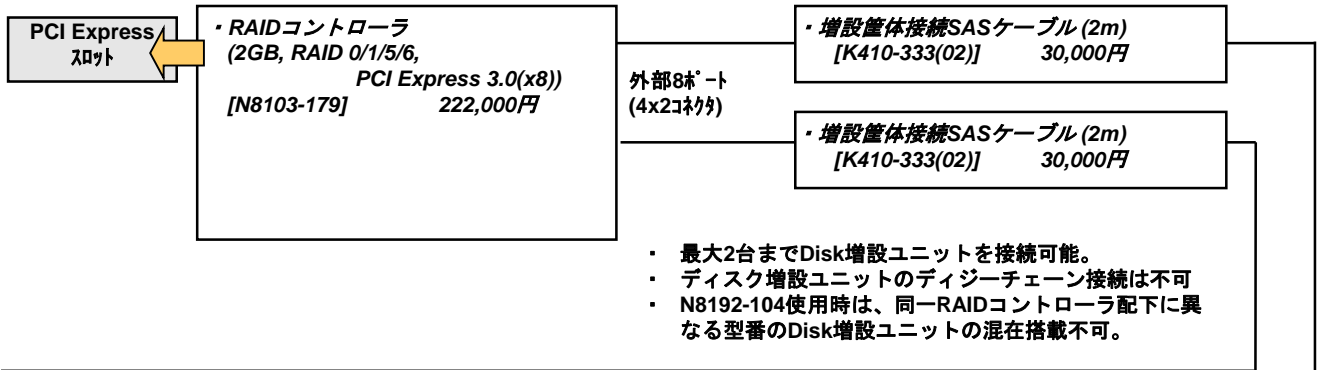 PCI Express
ｽﾛｯﾄ
・RAIDコントローラ
(2GB, RAID 0/1/5/6,
PCI Express 3.0(x8))
[N8103-179] 222,000円
外部8ﾎﾟｰﾄ
(4x2ｺﾈｸﾀ)
・増設筐体接続SASケーブル (2m)
[K410-333(02)] 30,000円
・増設筐体接続SASケーブル (2m)
[K410-333(02)] 30,000円
・ 最大2台までDisk増設ユニットを接続可能。
・ ディスク増設ユニットのディジーチェーン接続は不可
・ N8192-104使用時は、同一RAIDコントローラ配下に異
なる型番のDisk増設ユニットの混在搭載不可。